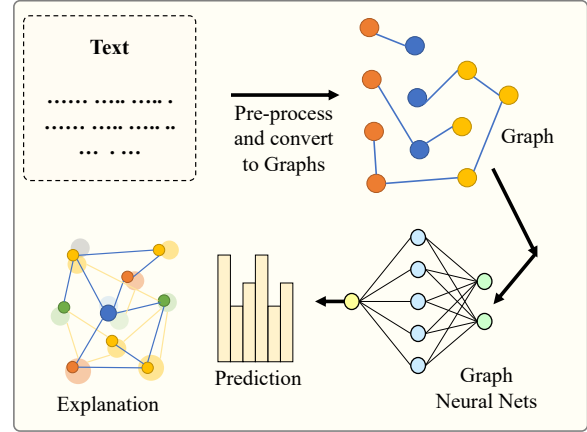 Text
...... ..... ..... .
...... ..... ..... ..
... . ...
Pre-process
and convert
to Graphs
Graph
Explanation
Prediction
Graph
Neural Nets